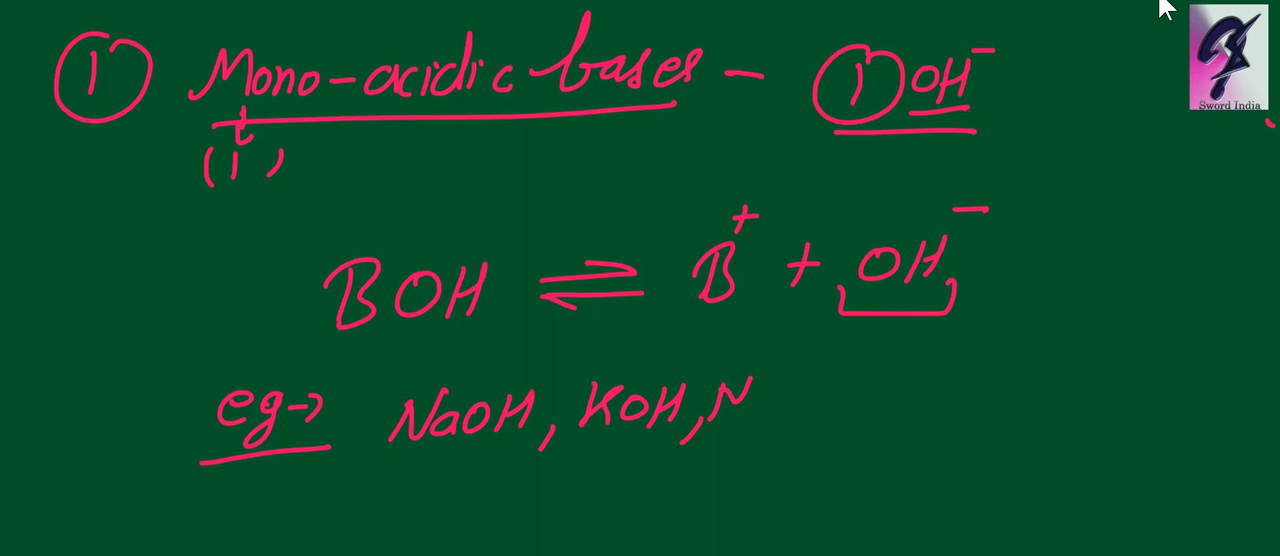 ① Mono-acidic bases – ① OH⁻
(1)
Sword India
BOH ⇌ B⁺ + OH⁻
eg→ NaOH, KOH, N